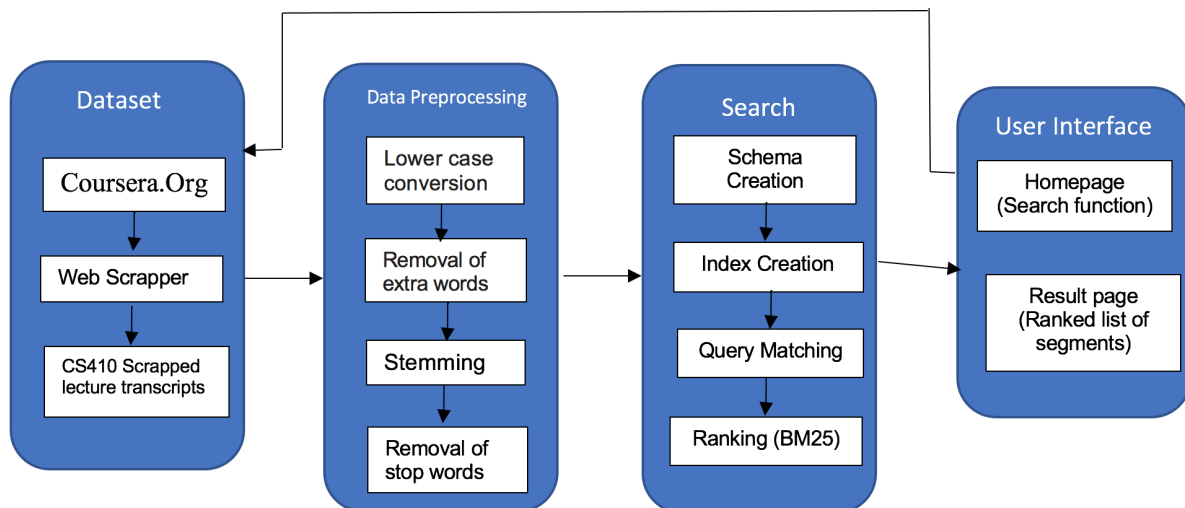 Dataset
Coursera.Org
Web Scrapper
CS410 Scrapped
lecture transcripts
Data Preprocessing
Lower case
conversion
Removal of
extra words
Stemming
Removal of
stop words
Search
Schema
Creation
Index Creation
Query Matching
Ranking (BM25)
User Interface
Homepage
(Search function)
Result page
(Ranked list of
segments)